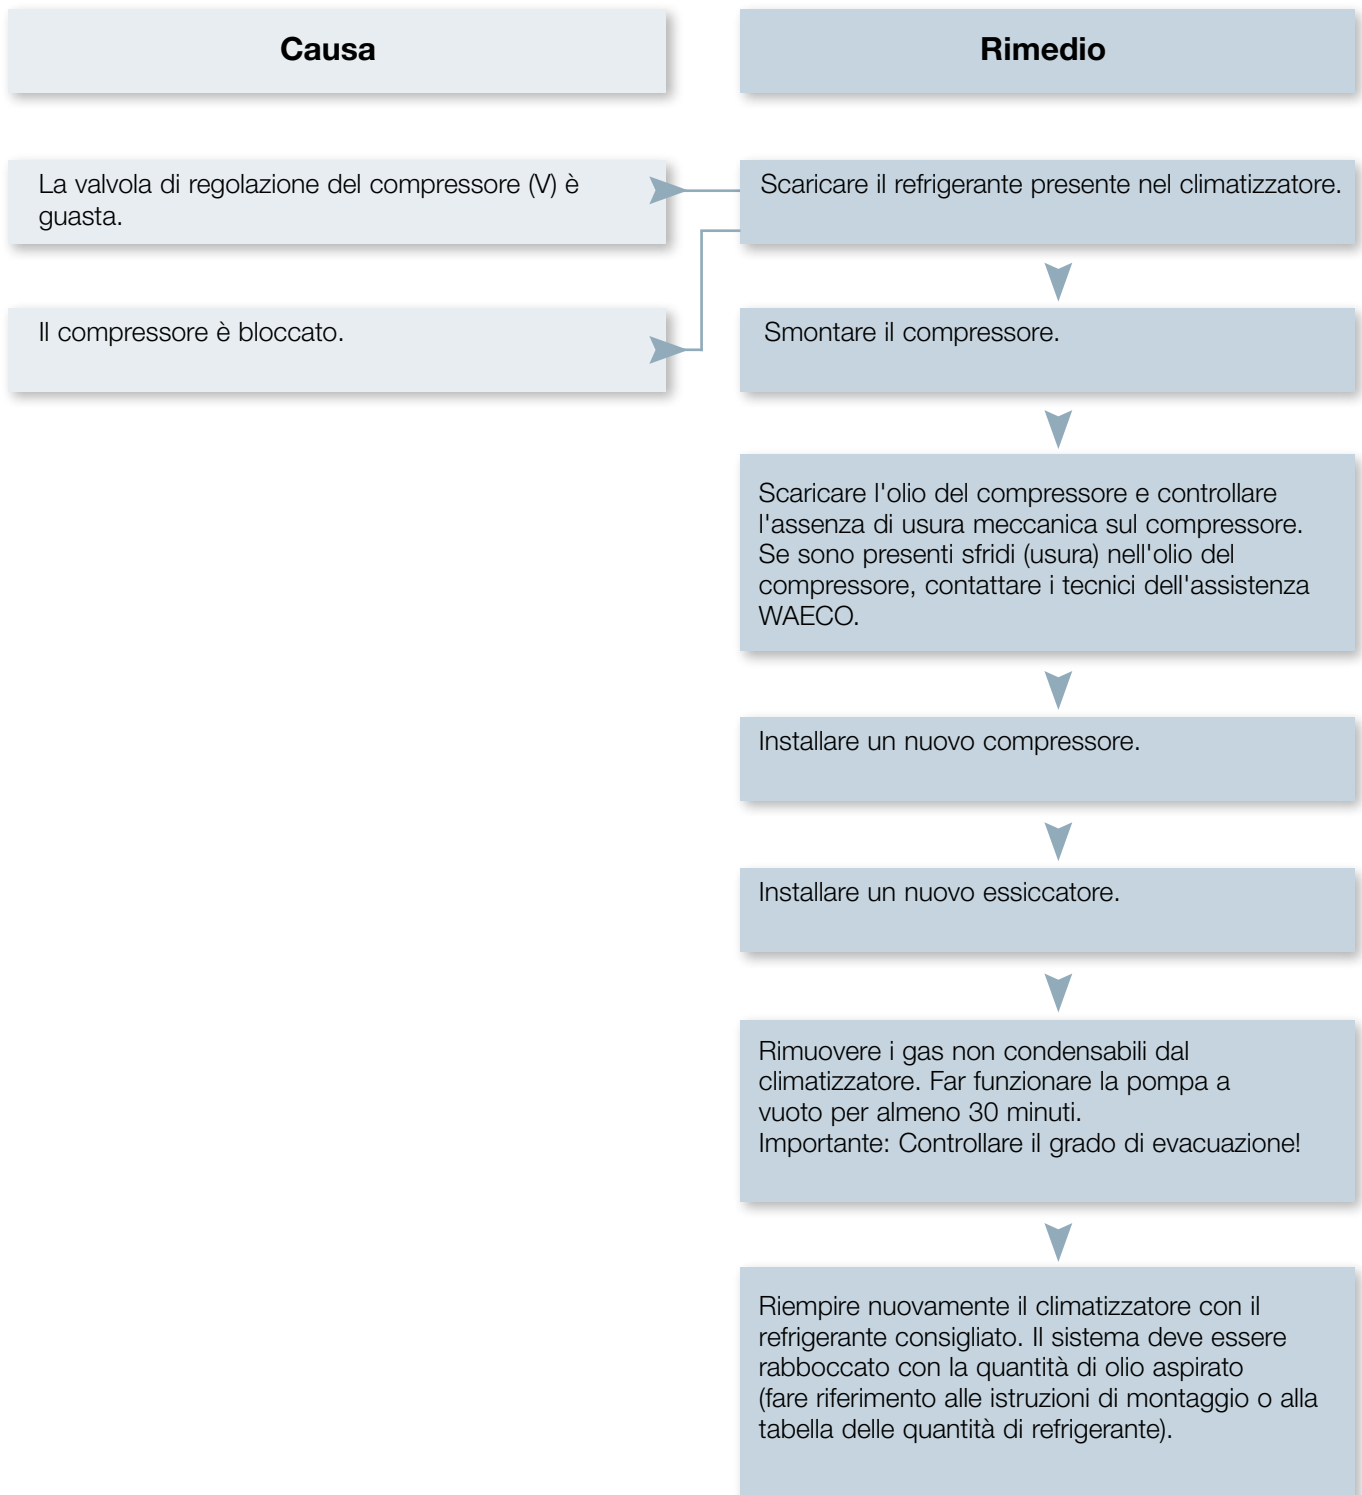 Causa
Rimedio
La valvola di regolazione del compressore (V) è
guasta.
Scaricare il refrigerante presente nel climatizzatore.
Il compressore è bloccato.
Smontare il compressore.
Scaricare l'olio del compressore e controllare
l'assenza di usura meccanica sul compressore.
Se sono presenti sfridi (usura) nell'olio del
compressore, contattare i tecnici dell'assistenza
WAECO.
Installare un nuovo compressore.
Installare un nuovo essiccatore.
Rimuovere i gas non condensabili dal
climatizzatore. Far funzionare la pompa a
vuoto per almeno 30 minuti.
Importante: Controllare il grado di evacuazione!
Riempire nuovamente il climatizzatore con il
refrigerante consigliato. Il sistema deve essere
rabboccato con la quantità di olio aspirato
(fare riferimento alle istruzioni di montaggio o alla
tabella delle quantità di refrigerante).